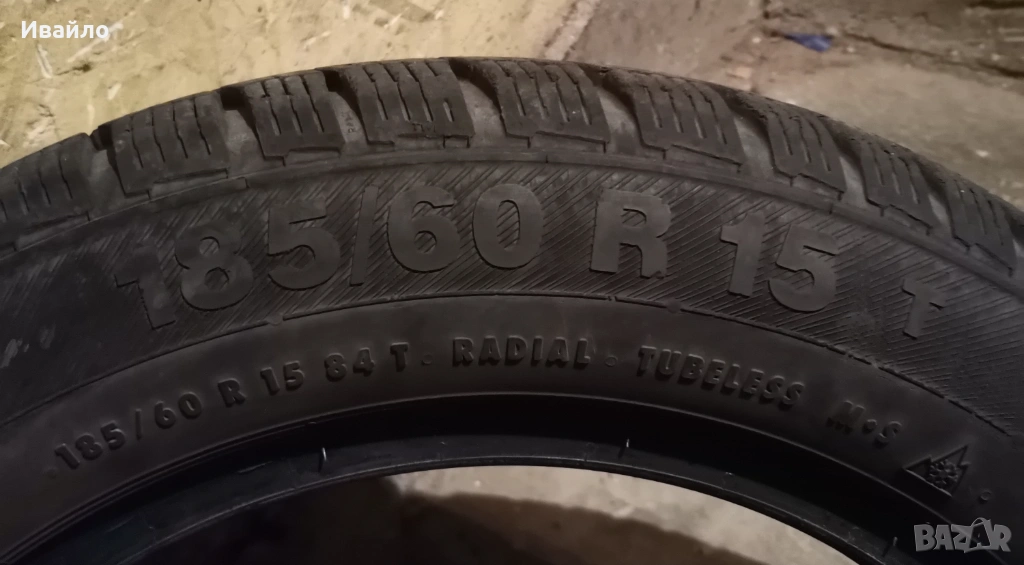 Ивайло
185/60 R 15 T
185/60 R 15 84 T · RADIAL · TUBELESS M+S
BAZAR